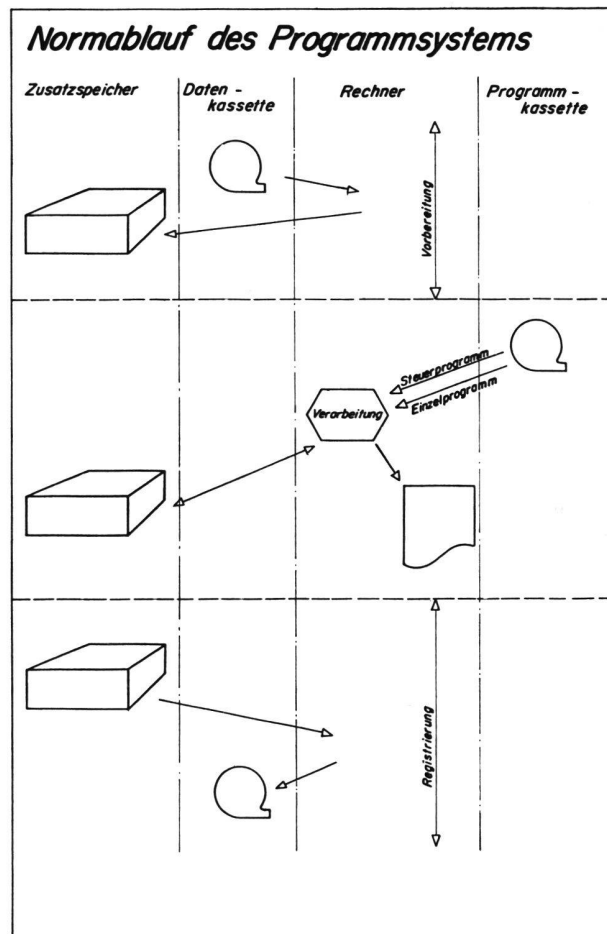 Normablauf des Programmsystems
Zusatzspeicher
Daten -
kassette
Rechner
Programm -
kassette
Vorbereitung
Steuerprogramm
Einzelprogramm
Verarbeitung
Registrierung